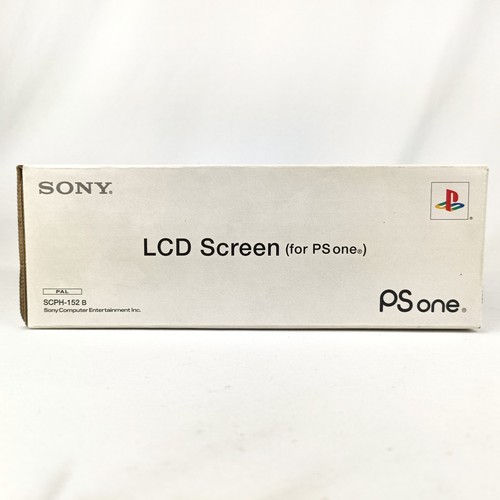 SONY®
LCD Screen (for PS one®)
PAL
SCPH-152 B
Sony Computer Entertainment Inc.
PS one®